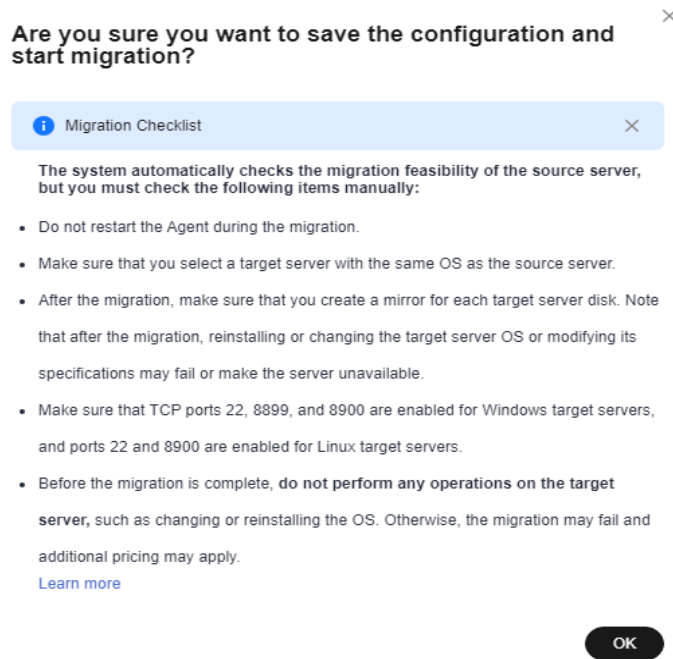 Are you sure you want to save the configuration and
start migration?
Migration Checklist
The system automatically checks the migration feasibility of the source server,
but you must check the following items manually:
• Do not restart the Agent during the migration.
• Make sure that you select a target server with the same OS as the source server.
• After the migration, make sure that you create a mirror for each target server disk. Note
that after the migration, reinstalling or changing the target server OS or modifying its
specifications may fail or make the server unavailable.
• Make sure that TCP ports 22, 8899, and 8900 are enabled for Windows target servers,
and ports 22 and 8900 are enabled for Linux target servers.
• Before the migration is complete, do not perform any operations on the target
server, such as changing or reinstalling the OS. Otherwise, the migration may fail and
additional pricing may apply.
Learn more
OK